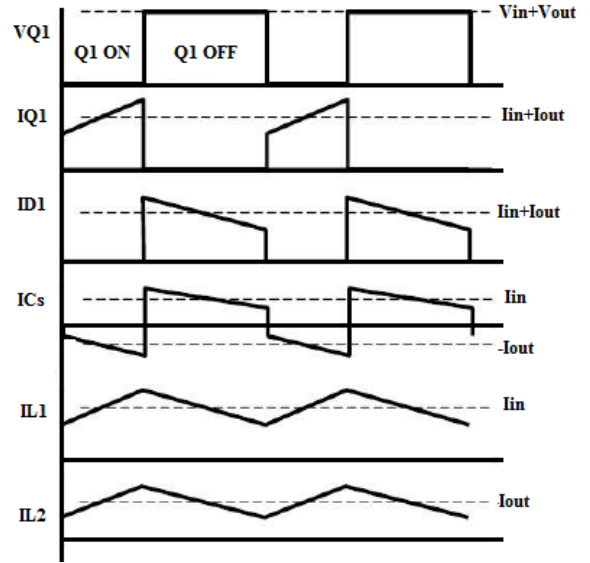 VQ1
Vin+Vout
Q1 ON
Q1 OFF
IQ1
Iin+Iout
ID1
Iin+Iout
ICs
Iin
-Iout
IL1
Iin
IL2
Iout